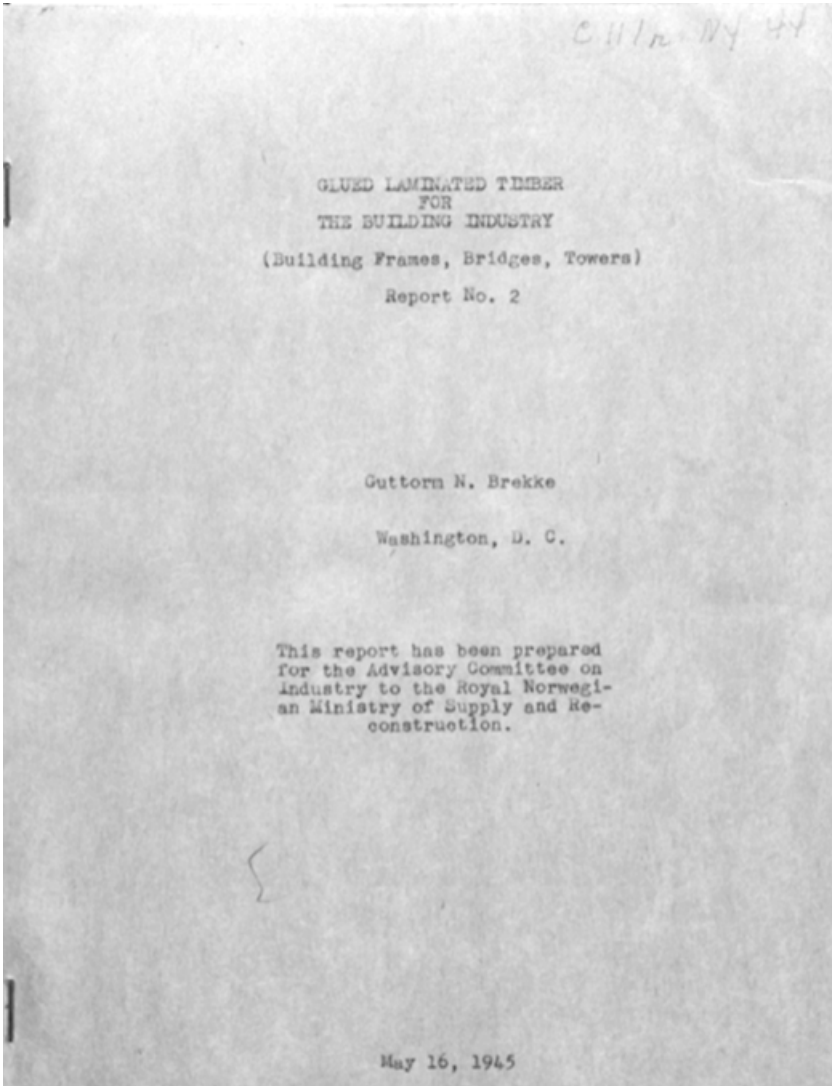 GLUED LAMINATED TIMBER
FOR
THE BUILDING INDUSTRY
(Building Frames, Bridges, Towers)
Report No. 2
Guttorm N. Brekke
Washington, D. C.
This report has been prepared
for the Advisory Committee on
Industry to the Royal Norwegi-
an Ministry of Supply and Re-
construction.
May 16, 1945